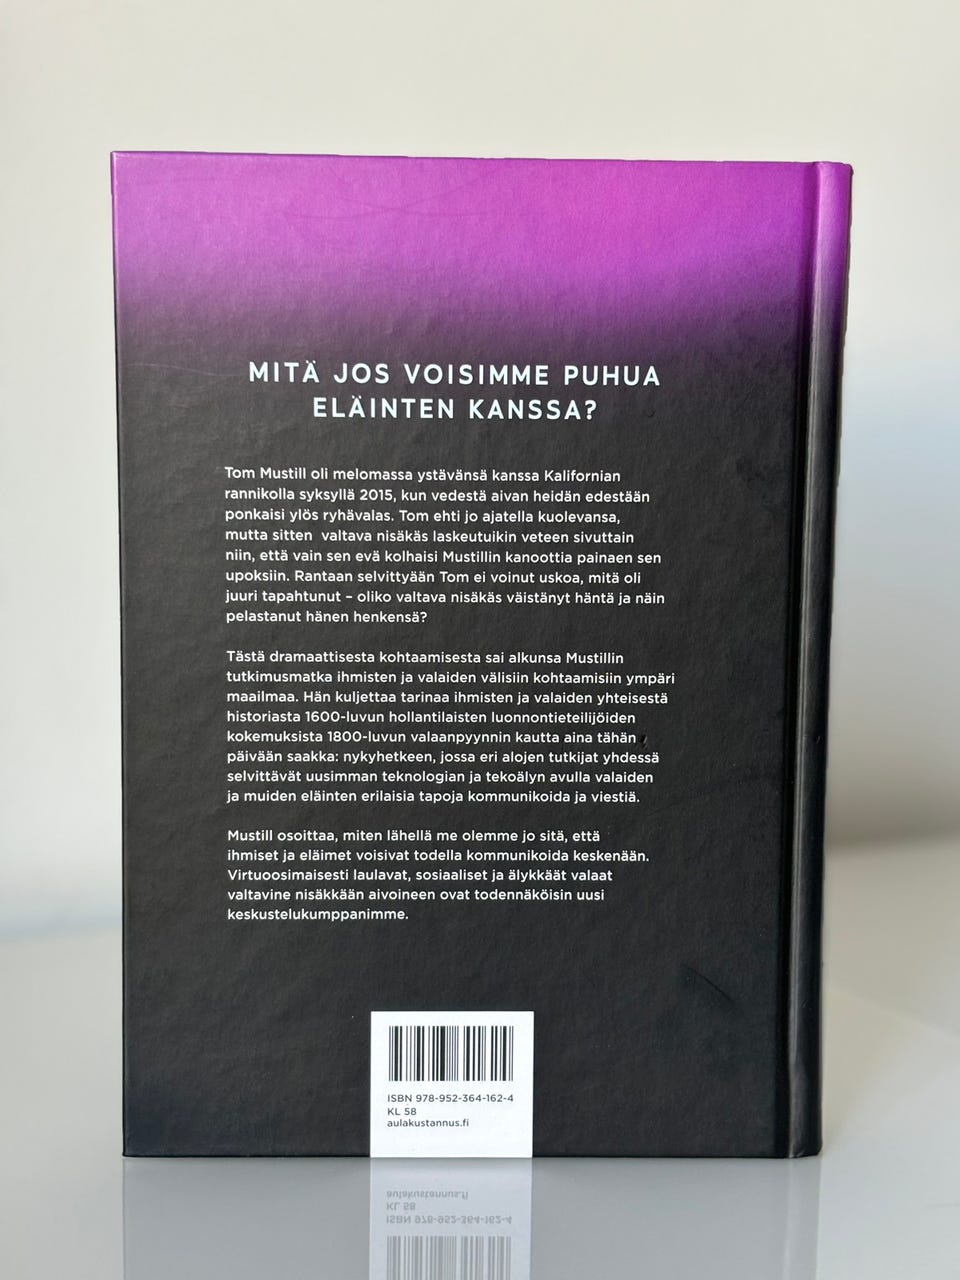 MITÄ JOS VOISIMME PUHUA
ELÄINTEN KANSSA?
Tom Mustill oli melomassa ystävänsä kanssa Kalifornian
rannikolla syksyllä 2015, kun vedestä aivan heidän edestään
ponkaisi ylös ryhävalas. Tom ehti jo ajatella kuolevansa,
mutta sitten  valtava nisäkäs laskeutuikin veteen sivuttain
niin, että vain sen evä kolhaisi Mustillin kanoottia painaen sen
upoksiin. Rantaan selvittyään Tom ei voinut uskoa, mitä oli
juuri tapahtunut – oliko valtava nisäkäs väistänyt häntä ja näin
pelastanut hänen henkensä?
Tästä dramaattisesta kohtaamisesta sai alkunsa Mustillin
tutkimusmatka ihmisten ja valaiden välisiin kohtaamisiin ympäri
maailmaa. Hän kuljettaa tarinaa ihmisten ja valaiden yhteisestä
historiasta 1600-luvun hollantilaisten luonnontieteilijöiden
kokemuksista 1800-luvun valaanpyynnin kautta aina tähän
päivään saakka: nykyhetkeen, jossa eri alojen tutkijat yhdessä
selvittävät uusimman teknologian ja tekoälyn avulla valaiden
ja muiden eläinten erilaisia tapoja kommunikoida ja viestiä.
Mustill osoittaa, miten lähellä me olemme jo sitä, että
ihmiset ja eläimet voisivat todella kommunikoida keskenään.
Virtuoosimaisesti laulavat, sosiaaliset ja älykkäät valaat
valtavine nisäkkään aivoineen ovat todennäköisin uusi
keskustelukumppanimme.
ISBN 978-952-364-162-4
KL 58
aulakustannus.fi